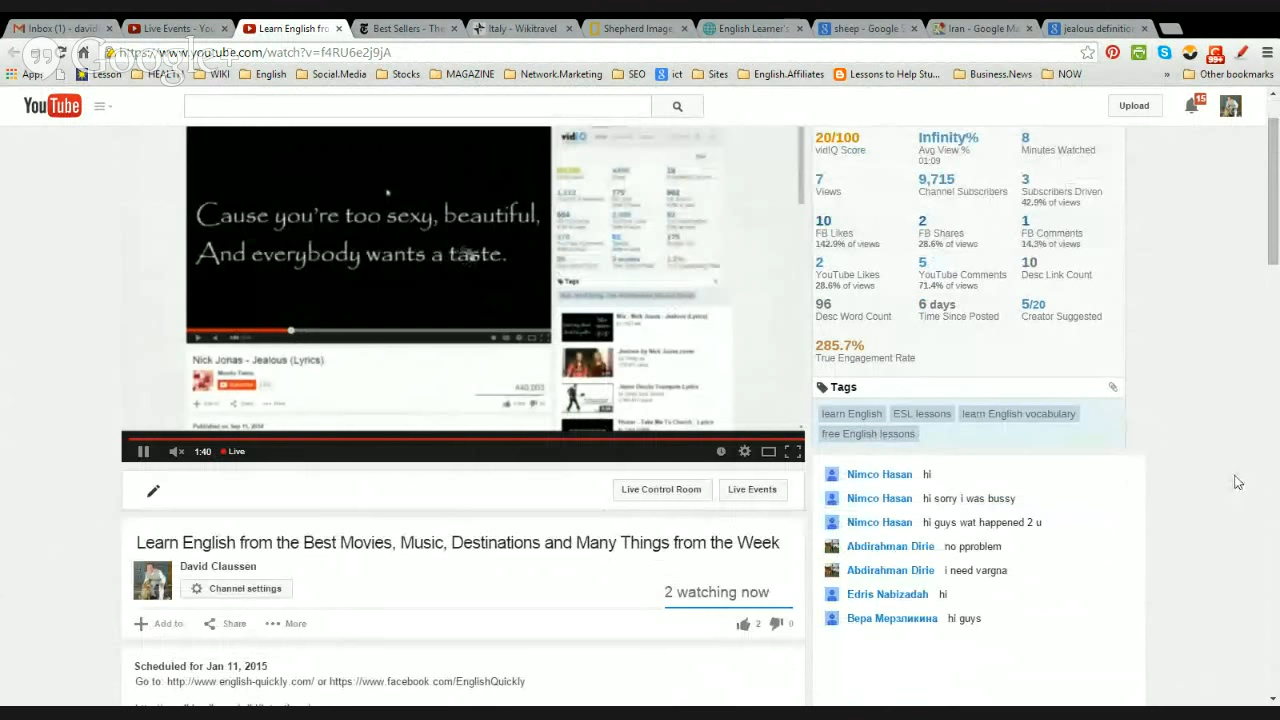 Inbox (1) - david
Live Events - You
Learn English fro
Best Sellers - The
Italy - Wikitravel
Shepherd Image
English Learner's
sheep - Google S
Iran - Google Ma
jealous definition
Google+
https://www.youtube.com/watch?v=f4RU6e2j9jA
99+
Apps
Lesson
HEALTH
WIKI
English
Social.Media
Stocks
MAGAZINE
Network.Marketing
SEO
ict
Sites
English.Affiliates
Lessons to Help Stu...
Business.News
NOW
»
Other bookmarks
YouTube
Upload
15
vidIQ
Cause you're too sexy, beautiful,
And everybody wants a taste.
Tags
Nick Jonas - Jealous (Lyrics)
20/100
vidIQ Score
Infinity%
Avg View %
01:09
8
Minutes Watched
7
Views
9,715
Channel Subscribers
3
Subscribers Driven
42.9% of views
10
FB Likes
142.9% of views
2
FB Shares
28.6% of views
1
FB Comments
14.3% of views
2
YouTube Likes
28.6% of views
5
YouTube Comments
71.4% of views
10
Desc Link Count
96
Desc Word Count
6 days
Time Since Posted
5/20
Creator Suggested
285.7%
True Engagement Rate
Tags
learn English
ESL lessons
learn English vocabulary
free English lessons
1:40
Live
Live Control Room
Live Events
Learn English from the Best Movies, Music, Destinations and Many Things from the Week
David Claussen
Channel settings
2 watching now
Add to
Share
More
2
0
Scheduled for Jan 11, 2015
Go to: http://www.english-quickly.com/ or https://www.facebook.com/EnglishQuickly
Nimco Hasan hi
Nimco Hasan hi sorry i was bussy
Nimco Hasan hi guys wat happened 2 u
Abdirahman Dirie no pproblem
Abdirahman Dirie i need vargna
Edris Nabizadah hi
Вера Мерзликина hi guys